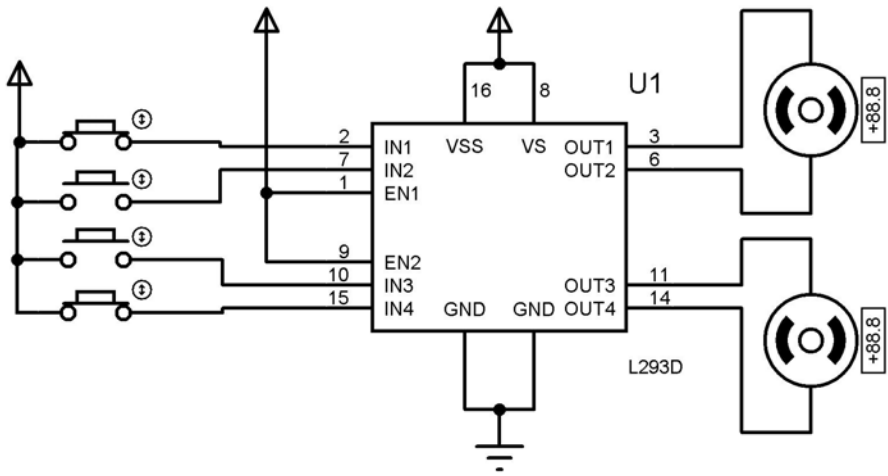 U1
16 8
2 IN1 VSS VS OUT1 3
7 IN2 OUT2 6
1 EN1
9 EN2
10 IN3 OUT3 11
15 IN4 GND GND OUT4 14
L293D
+88.8
+88.8